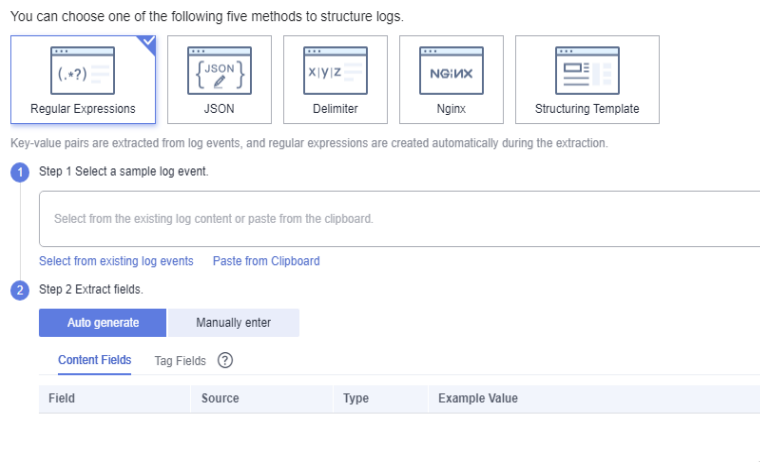 You can choose one of the following five methods to structure logs.
(.*?)
{JSON}
x|y|z
NGiNX
Regular Expressions
JSON
Delimiter
Nginx
Structuring Template
Key-value pairs are extracted from log events, and regular expressions are created automatically during the extraction.
1 Step 1 Select a sample log event.
Select from the existing log content or paste from the clipboard.
Select from existing log events Paste from Clipboard
2 Step 2 Extract fields.
Auto generate Manually enter
Content Fields Tag Fields ?
Field Source Type Example Value